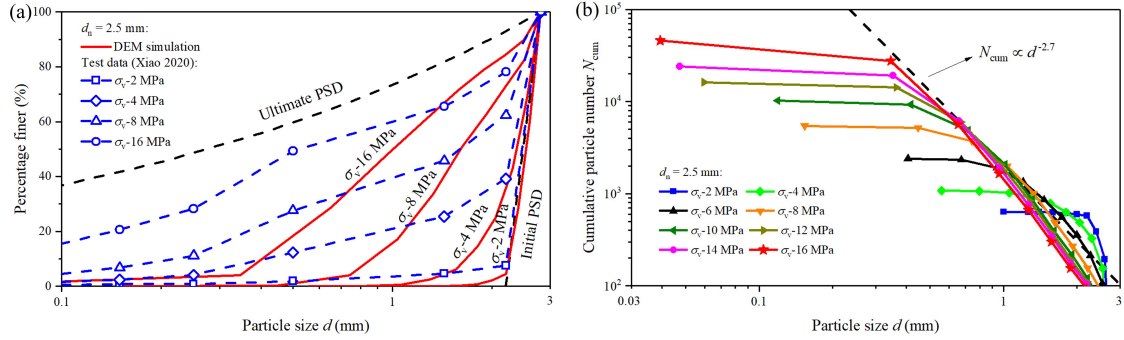 (a)
100
80
60
40
20
0
Percentage finer (%)
dn = 2.5 mm:
DEM simulation
Test data (Xiao 2020):
σv-2 MPa
σv-4 MPa
σv-8 MPa
σv-16 MPa
Ultimate PSD
σv-16 MPa
σv-8 MPa
σv-4 MPa
σv-2 MPa
Initial PSD
0.1
1
3
Particle size d (mm)
(b)
10^5
10^4
10^3
10^2
Cumulative particle number Ncum
Ncum ∝ d^-2.7
dn = 2.5 mm:
σv-2 MPa
σv-4 MPa
σv-6 MPa
σv-8 MPa
σv-10 MPa
σv-12 MPa
σv-14 MPa
σv-16 MPa
0.03
0.1
1
3
Particle size d (mm)